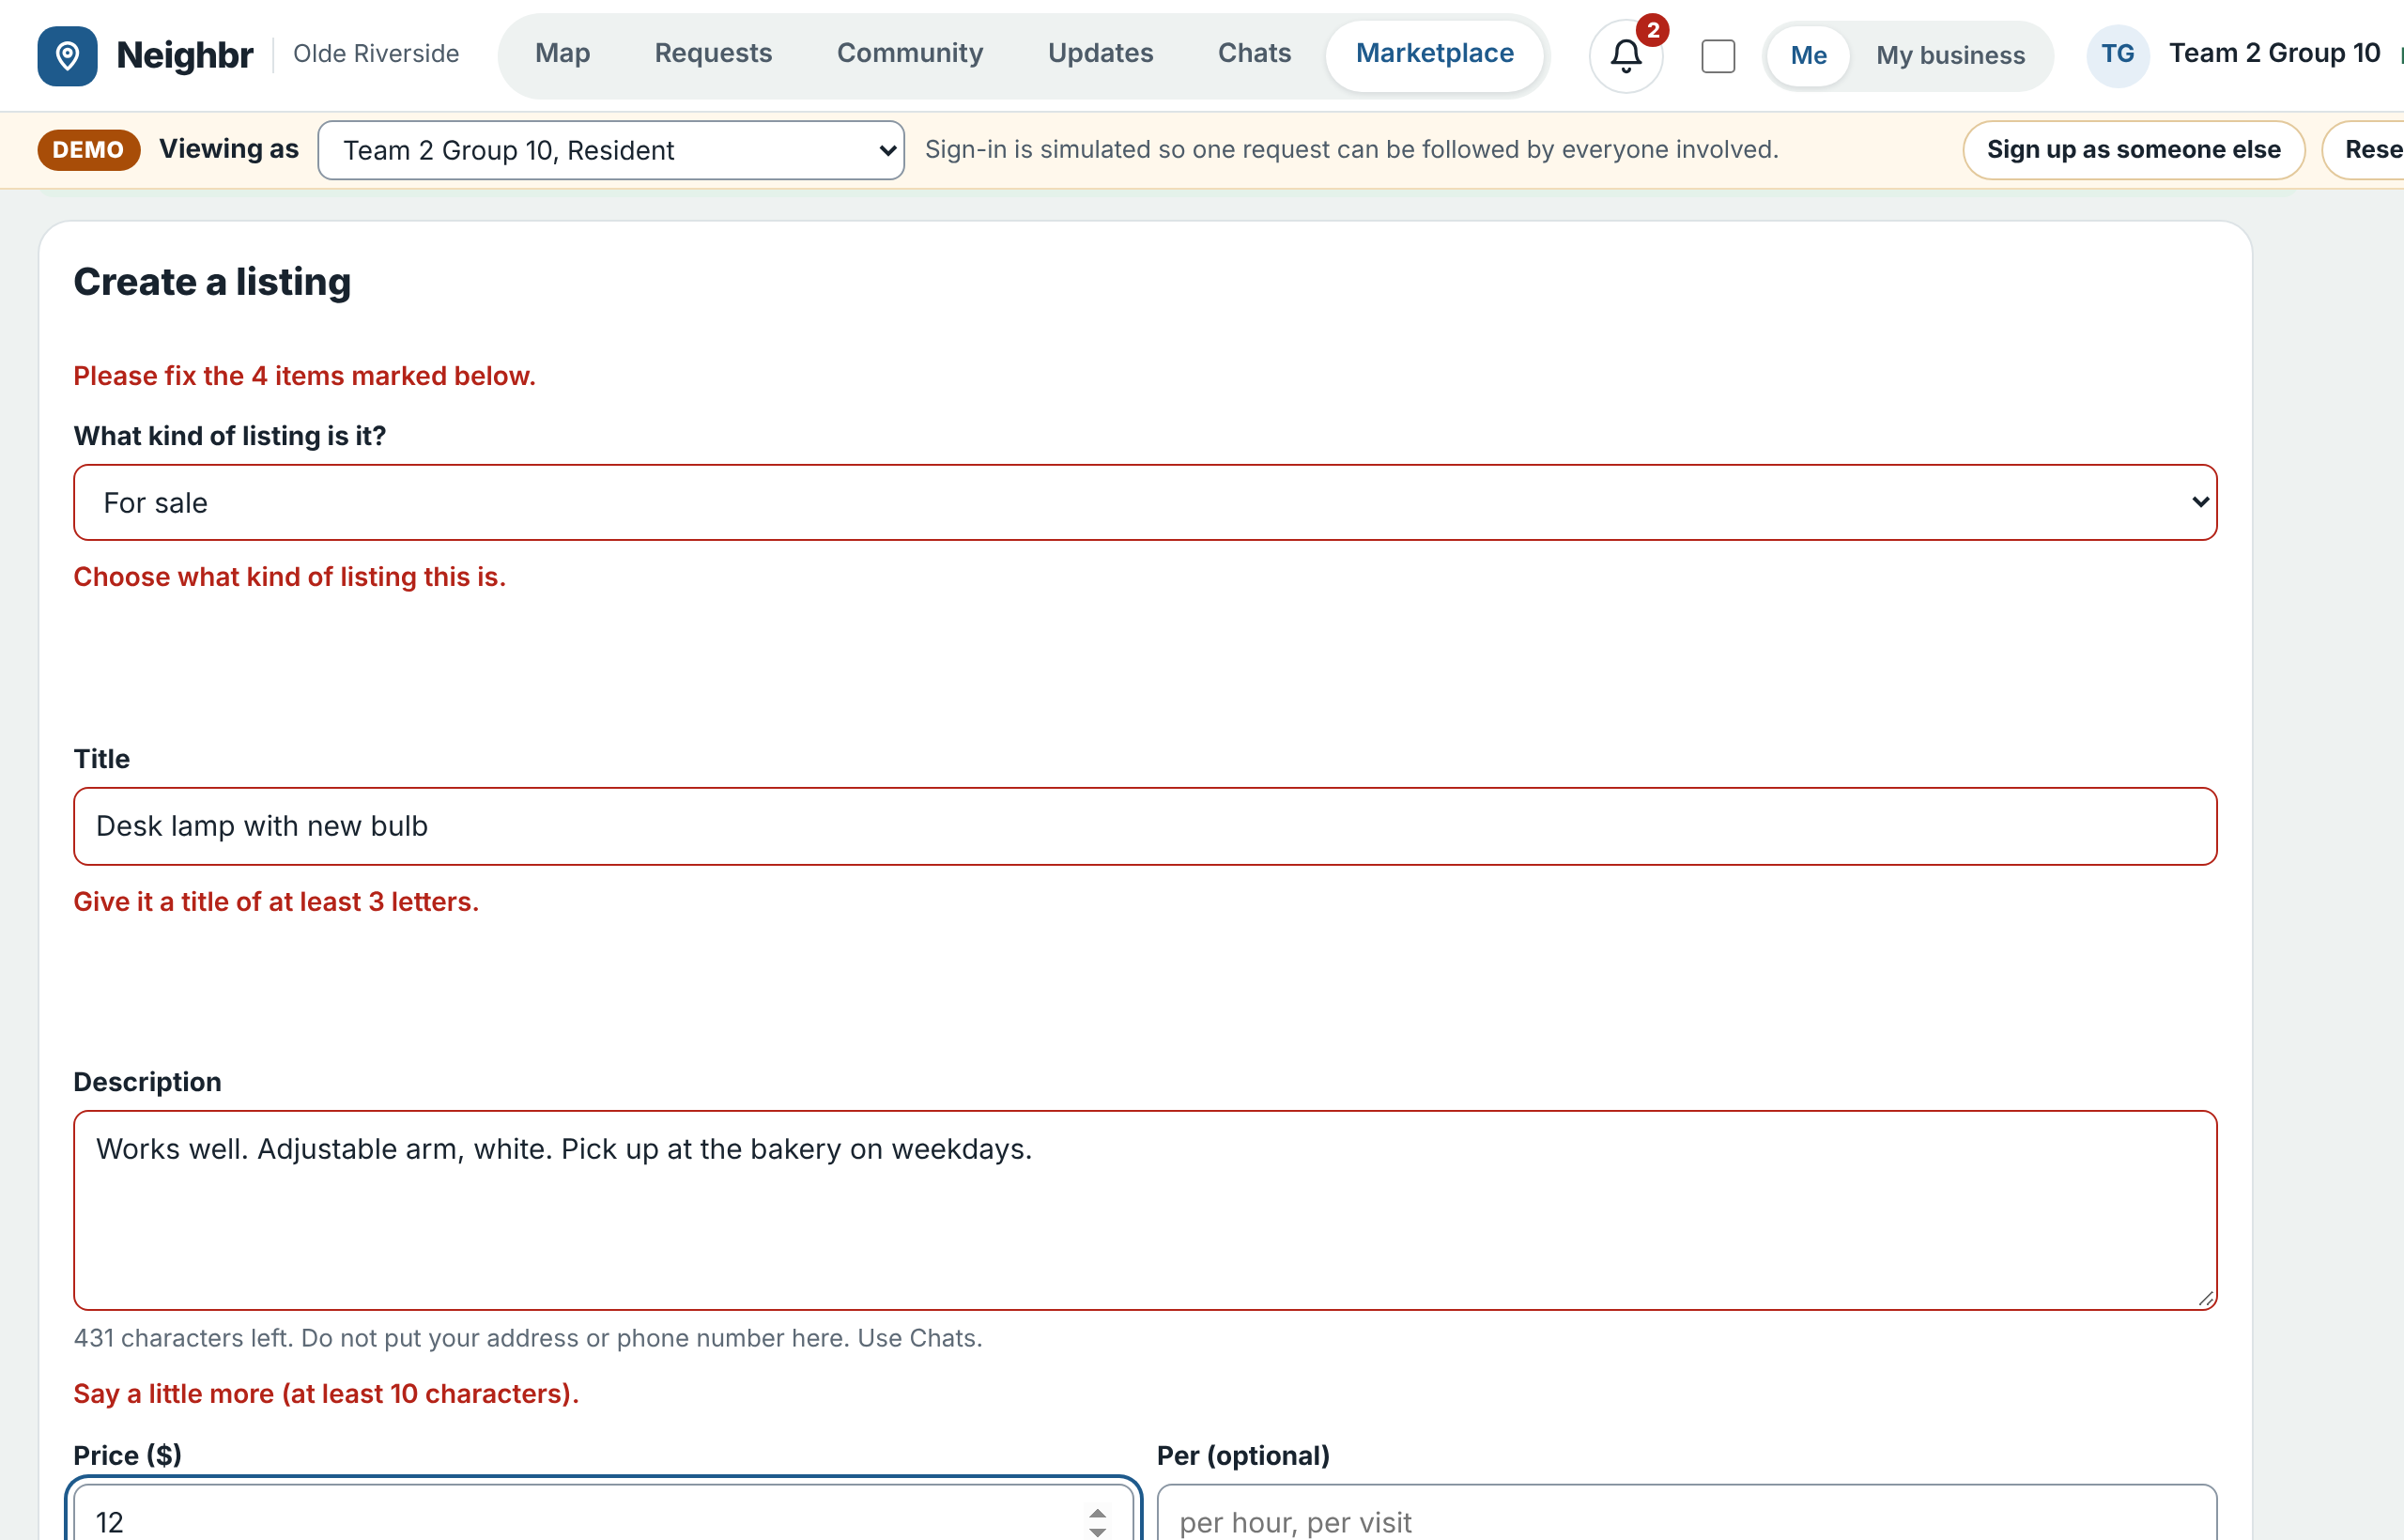 Neighbr
Olde Riverside
Map
Requests
Community
Updates
Chats
Marketplace
2
Me
My business
TG
Team 2 Group 10
DEMO
Viewing as
Team 2 Group 10, Resident
Sign-in is simulated so one request can be followed by everyone involved.
Sign up as someone else
Rese
Create a listing
Please fix the 4 items marked below.
What kind of listing is it?
For sale
Choose what kind of listing this is.
Title
Desk lamp with new bulb
Give it a title of at least 3 letters.
Description
Works well. Adjustable arm, white. Pick up at the bakery on weekdays.
431 characters left. Do not put your address or phone number here. Use Chats.
Say a little more (at least 10 characters).
Price ($)
Per (optional)
12
per hour, per visit